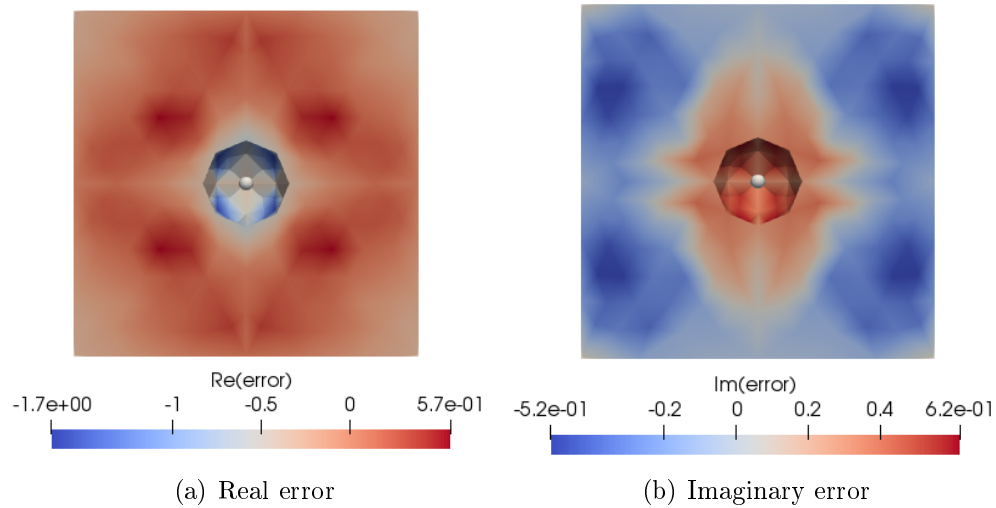 Re(error)
-1.7e+00 -1 -0.5 0 5.7e-01
(a) Real error
Im(error)
-5.2e-01 -0.2 0 0.2 0.4 6.2e-01
(b) Imaginary error